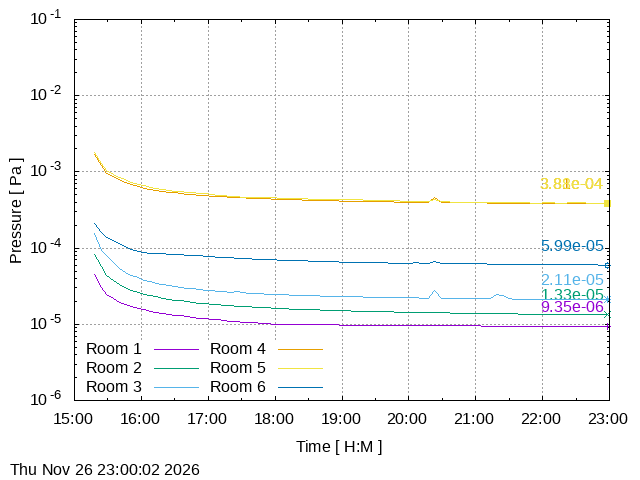 10^-1
10^-2
10^-3
10^-4
10^-5
10^-6
Pressure [ Pa ]
5.99e-05
2.11e-05
1.33e-05
9.35e-06
Room 1 Room 4
Room 2 Room 5
Room 3 Room 6
15:00 16:00 17:00 18:00 19:00 20:00 21:00 22:00 23:00
Time [ H:M ]
Thu Nov 26 23:00:02 2026